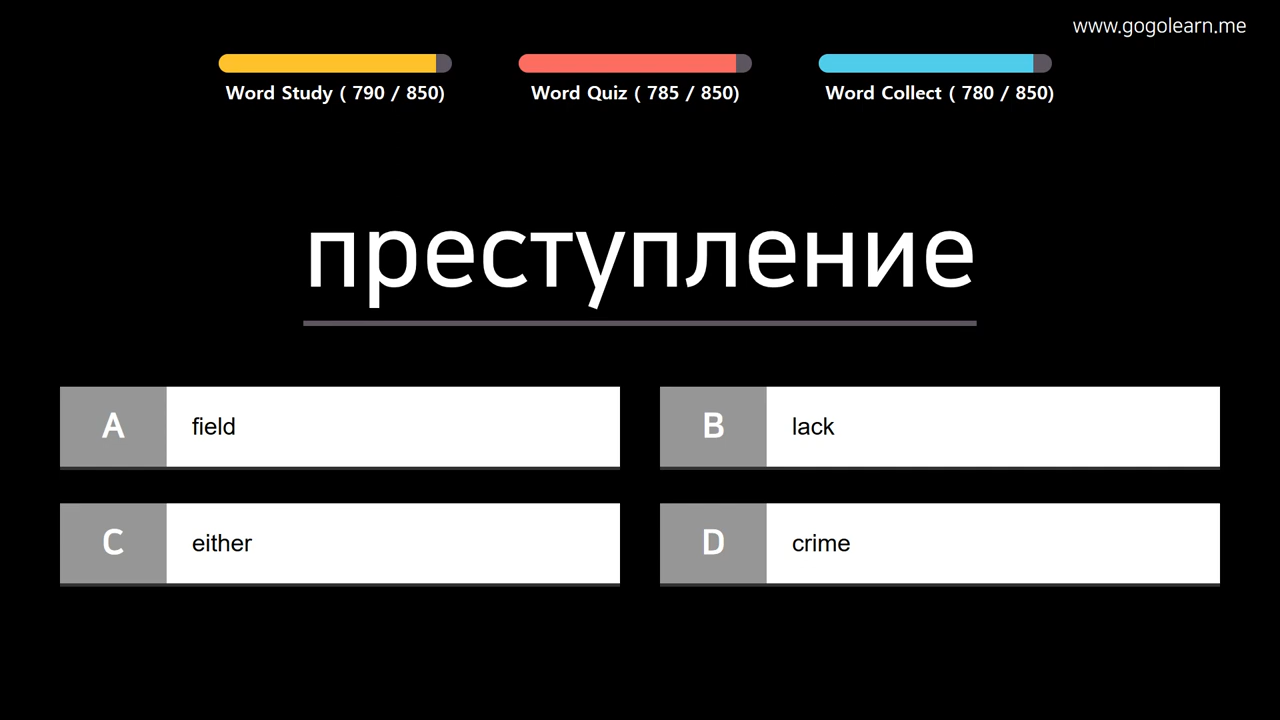 www.gogolearn.me
Word Study ( 790 / 850)
Word Quiz ( 785 / 850)
Word Collect ( 780 / 850)
преступление
A field
B lack
C either
D crime